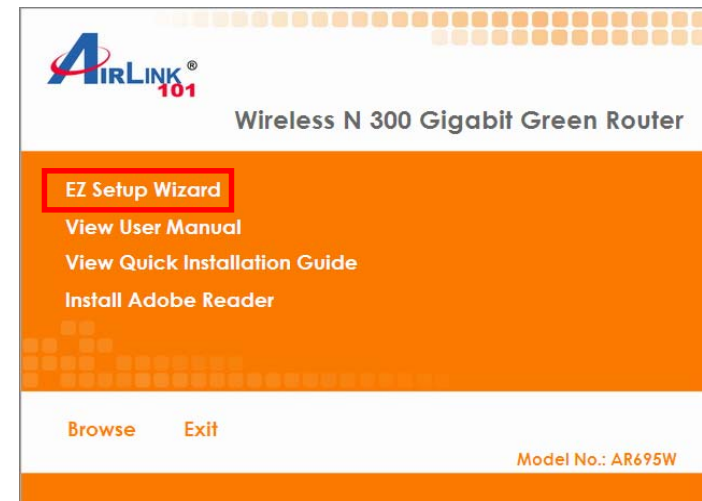 AIRLINK®
101
Wireless N 300 Gigabit Green Router
EZ Setup Wizard
View User Manual
View Quick Installation Guide
Install Adobe Reader
Browse Exit
Model No.: AR695W